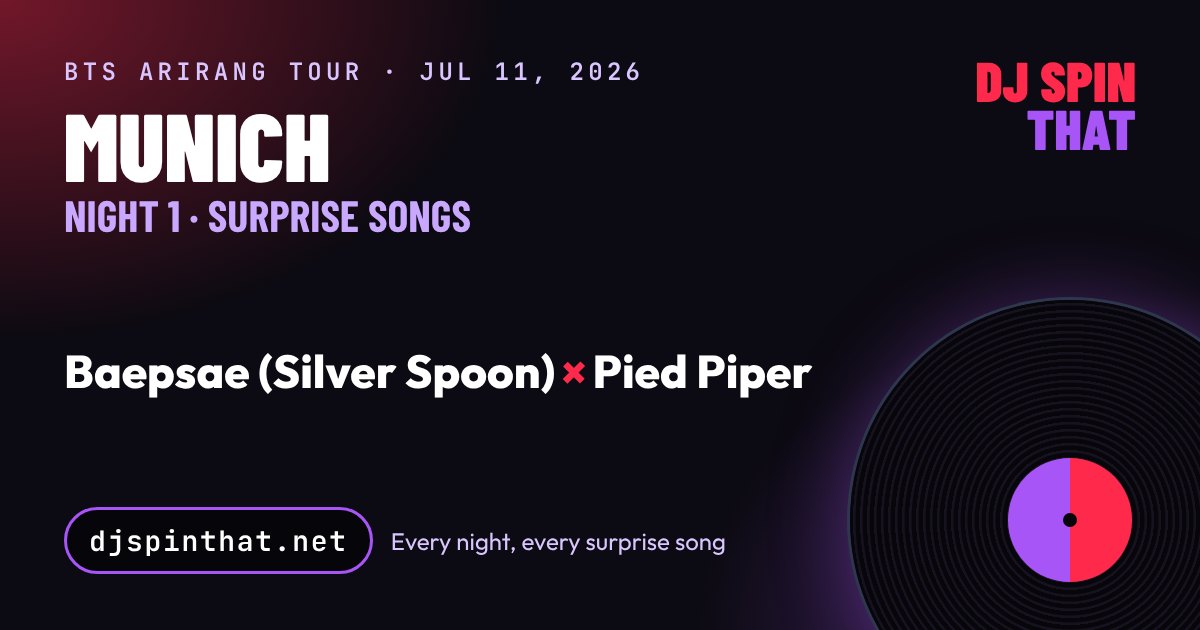 BTS ARIRANG TOUR · JUL 11, 2026
MUNICH
NIGHT 1 · SURPRISE SONGS
DJ SPIN
THAT
Baepsae (Silver Spoon) × Pied Piper
djspinthat.net
Every night, every surprise song